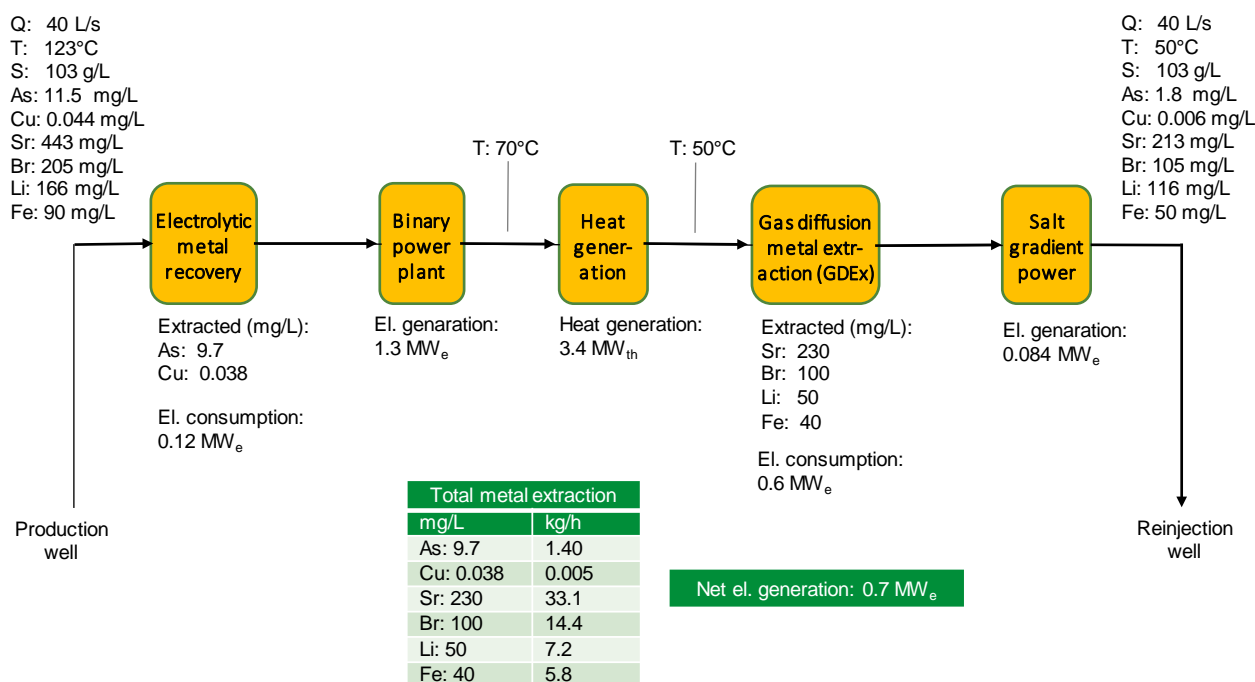 Q: 40 L/s
T: 123°C
S: 103 g/L
As: 11.5 mg/L
Cu: 0.044 mg/L
Sr: 443 mg/L
Br: 205 mg/L
Li: 166 mg/L
Fe: 90 mg/L
Q: 40 L/s
T: 50°C
S: 103 g/L
As: 1.8 mg/L
Cu: 0.006 mg/L
Sr: 213 mg/L
Br: 105 mg/L
Li: 116 mg/L
Fe: 50 mg/L
T: 70°C
T: 50°C
Electrolytic
metal
recovery
Binary
power
plant
Heat
gener-
ation
Gas diffusion
metal extr-
action (GDEx)
Salt
gradient
power
Extracted (mg/L):
As: 9.7
Cu: 0.038
El. consumption:
0.12 MWe
El. genaration:
1.3 MWe
Heat generation:
3.4 MWth
Extracted (mg/L):
Sr: 230
Br: 100
Li: 50
Fe: 40
El. consumption:
0.6 MWe
El. genaration:
0.084 MWe
Production
well
Reinjection
well
Total metal extraction
mg/L kg/h
As: 9.7 1.40
Cu: 0.038 0.005
Sr: 230 33.1
Br: 100 14.4
Li: 50 7.2
Fe: 40 5.8
Net el. generation: 0.7 MWe